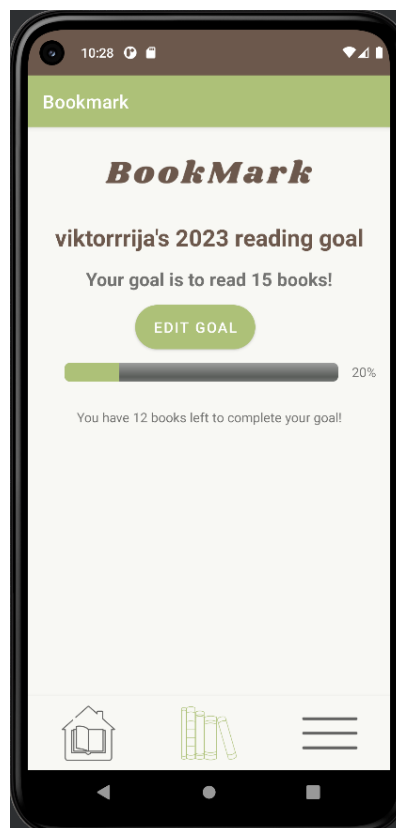 10:28
Bookmark
BookMark
viktorrrija's 2023 reading goal
Your goal is to read 15 books!
EDIT GOAL
20%
You have 12 books left to complete your goal!